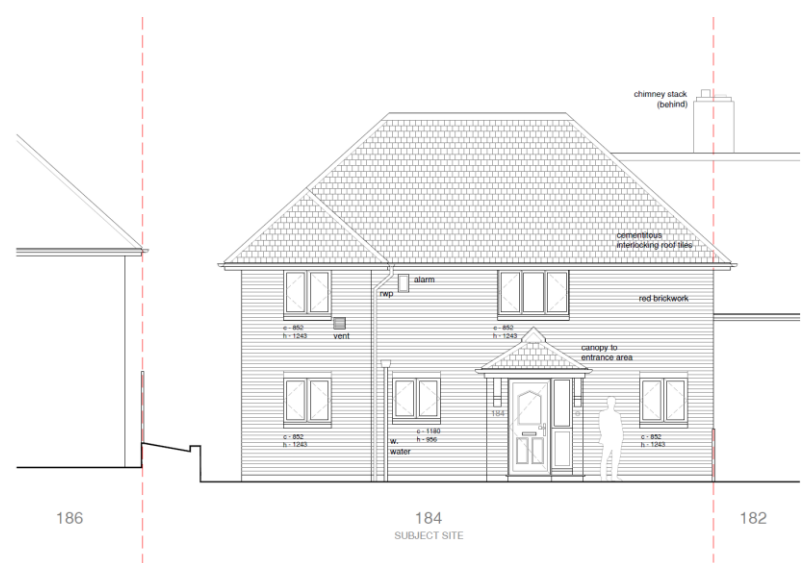 chimney stack
(behind)
cementitous
interlocking roof tiles
alarm
rwp
red brickwork
c - 852
h - 1243
vent
c - 852
h - 1243
canopy to
entrance area
184
c - 852
h - 1243
w.
water
c - 1180
h - 956
c - 852
h - 1243
186
184
182
SUBJECT SITE